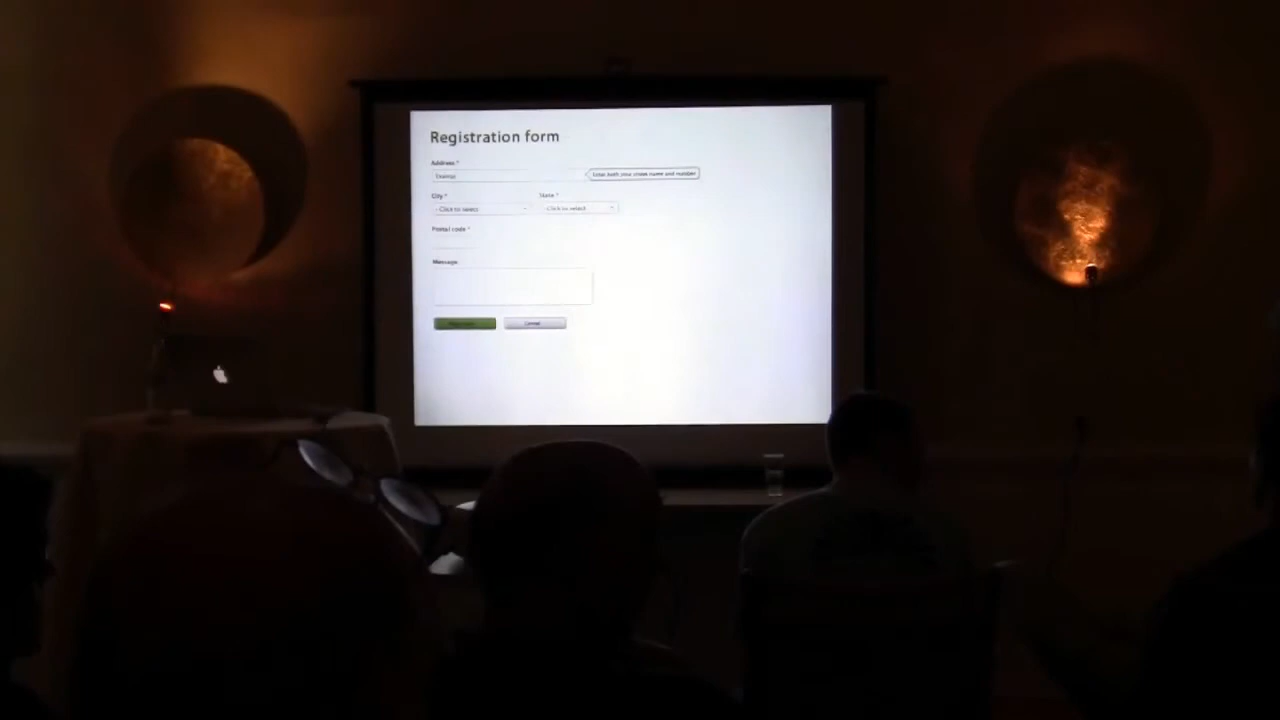 Registration form
Address *
Enter both your street name and number
City *
State *
- Click to select
- Click to select
Postal code *
Message
Cancel